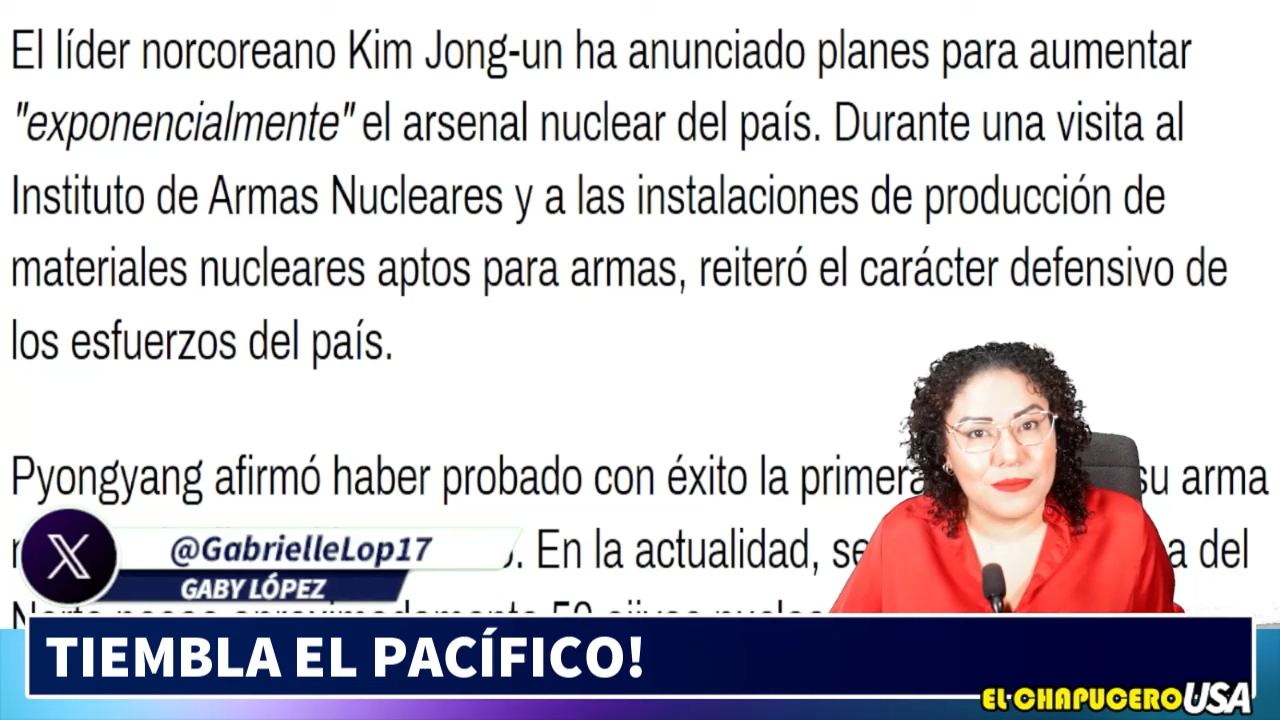 El líder norcoreano Kim Jong-un ha anunciado planes para aumentar
"exponencialmente" el arsenal nuclear del país. Durante una visita al
Instituto de Armas Nucleares y a las instalaciones de producción de
materiales nucleares aptos para armas, reiteró el carácter defensivo de
los esfuerzos del país.
Pyongyang afirmó haber probado con éxito la primera su arma
En la actualidad, se a del
@GabrielleLop17
GABY LÓPEZ
TIEMBLA EL PACÍFICO!
EL CHAPUCERO USA